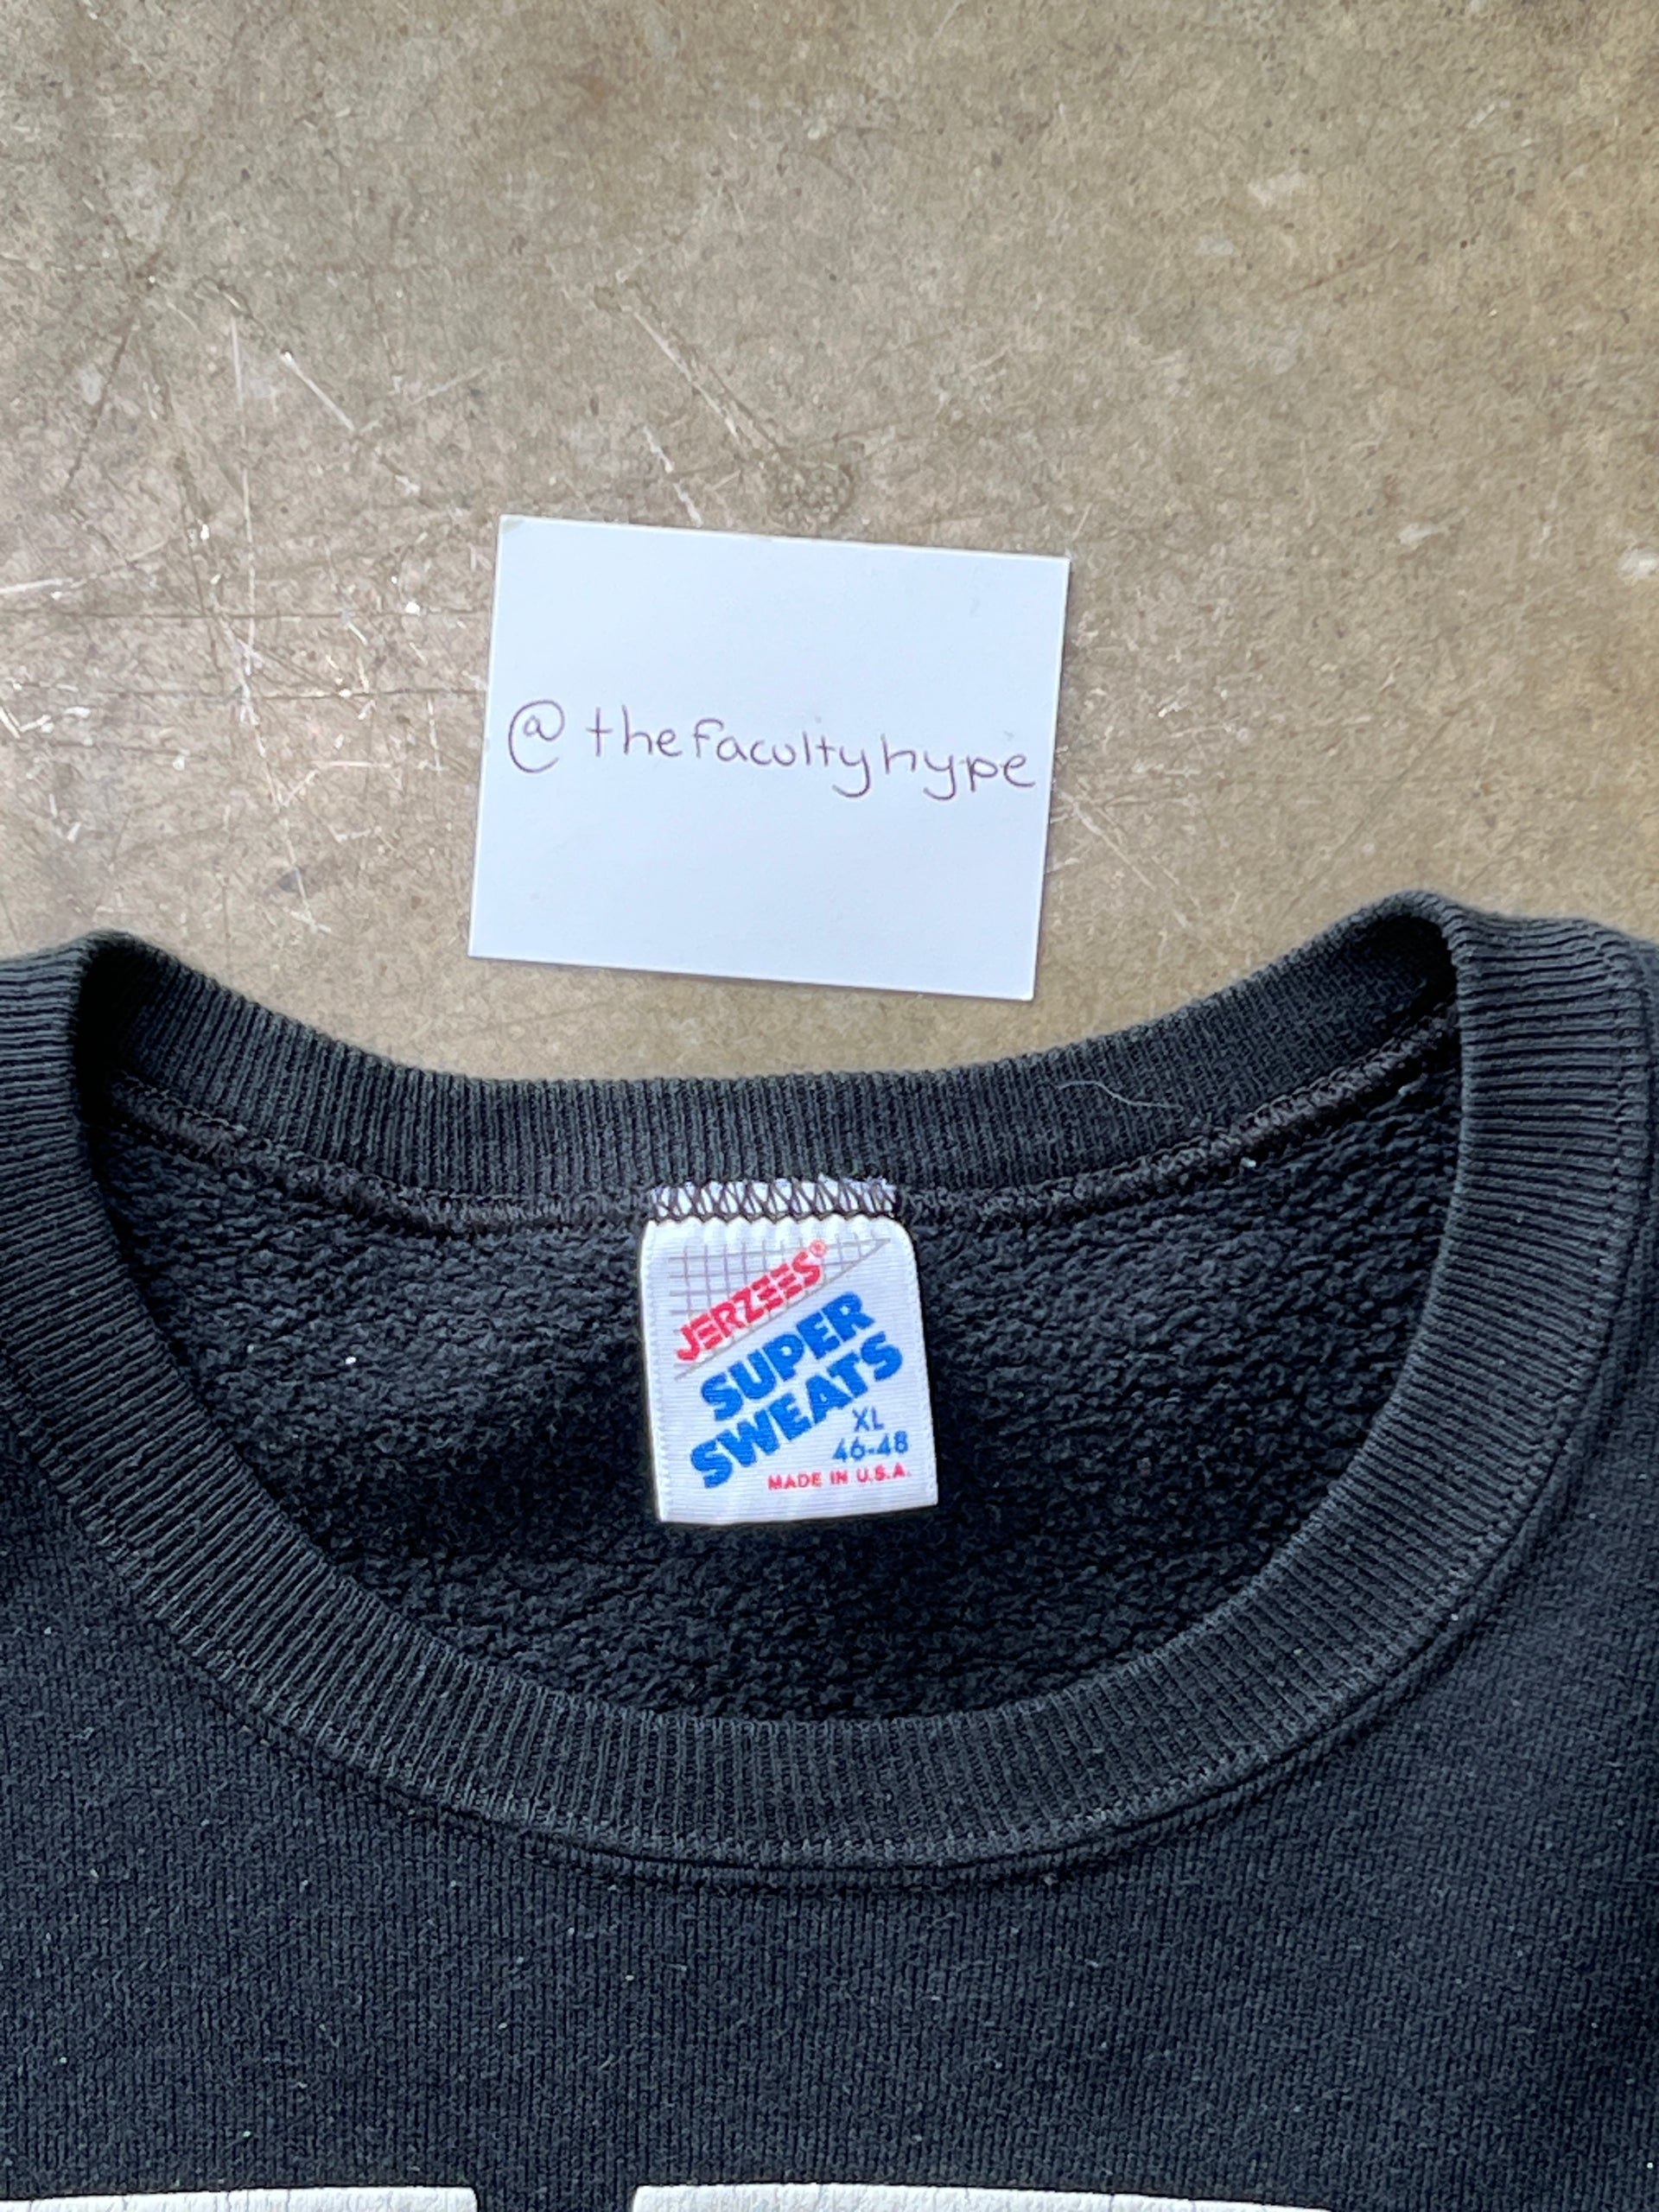 @thefacultyhype
JERZEES®
SUPER
SWEATS
XL
46-48
MADE IN U.S.A.